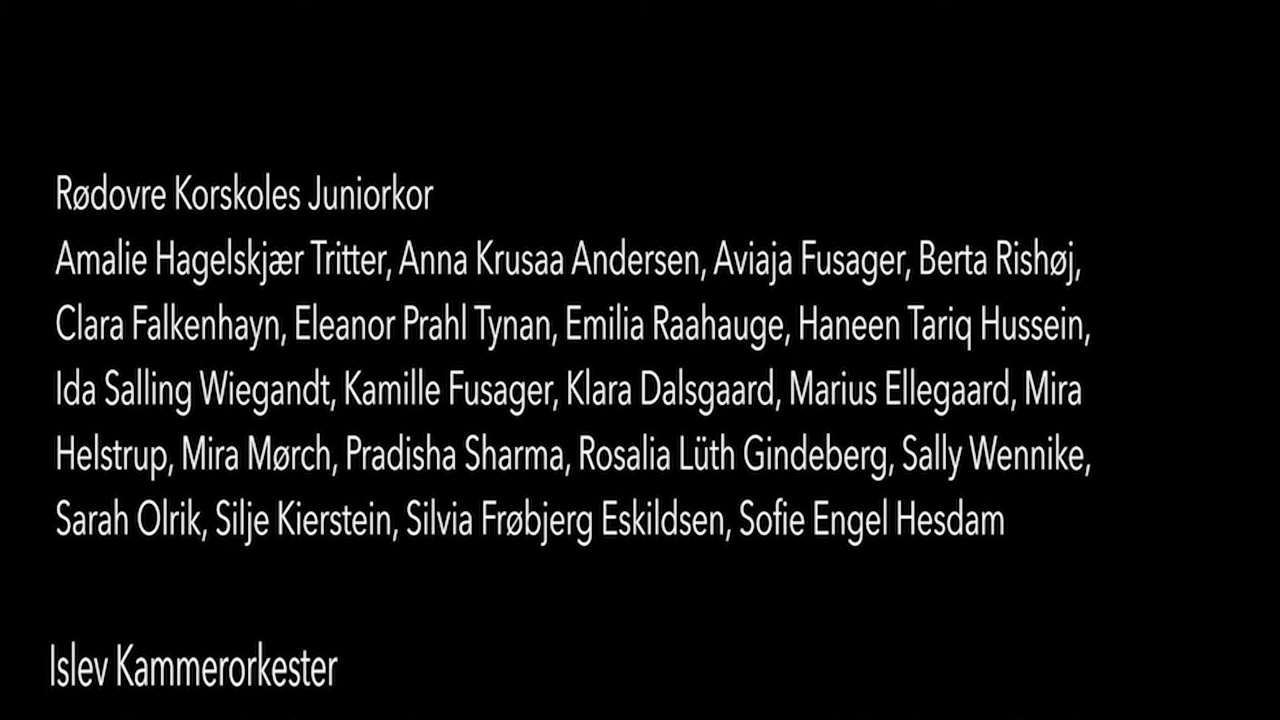 Rødovre Korskoles Juniorkor
Amalie Hagelskjær Tritter, Anna Krusaa Andersen, Aviaja Fusager, Berta Rishøj,
Clara Falkenhayn, Eleanor Prahl Tynan, Emilia Raahauge, Haneen Tariq Hussein,
Ida Salling Wiegandt, Kamille Fusager, Klara Dalsgaard, Marius Ellegaard, Mira
Helstrup, Mira Mørch, Pradisha Sharma, Rosalia Lüth Gindeberg, Sally Wennike,
Sarah Olrik, Silje Kierstein, Silvia Frøbjerg Eskildsen, Sofie Engel Hesdam
Islev Kammerorkester